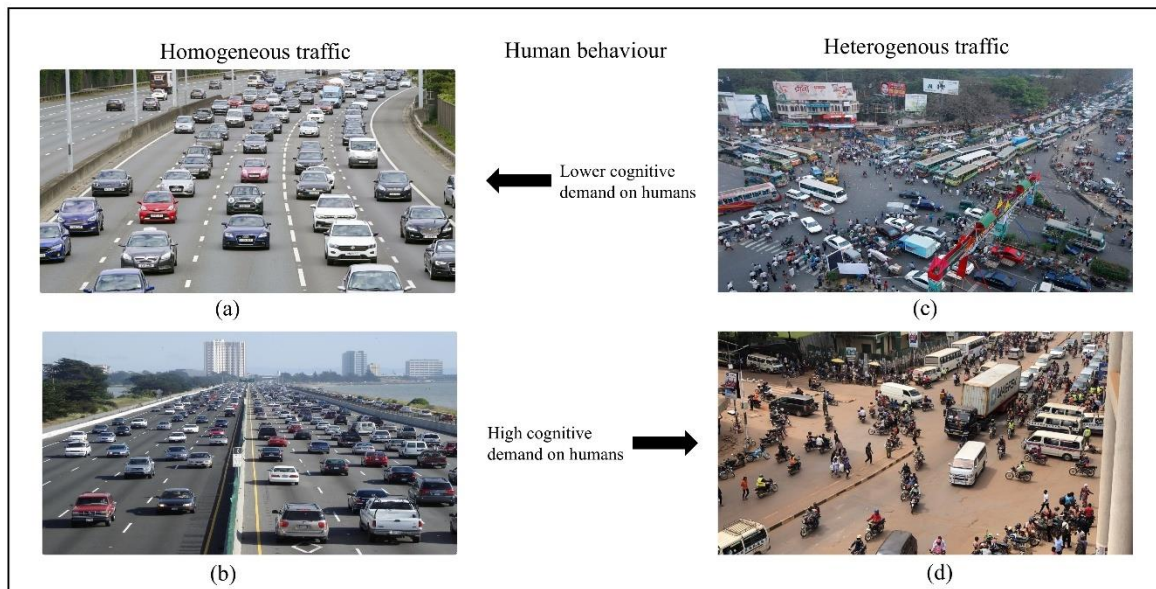 Homogeneous traffic
Human behaviour
Heterogenous traffic
Lower cognitive
demand on humans
(a)
(c)
High cognitive
demand on humans
(b)
(d)